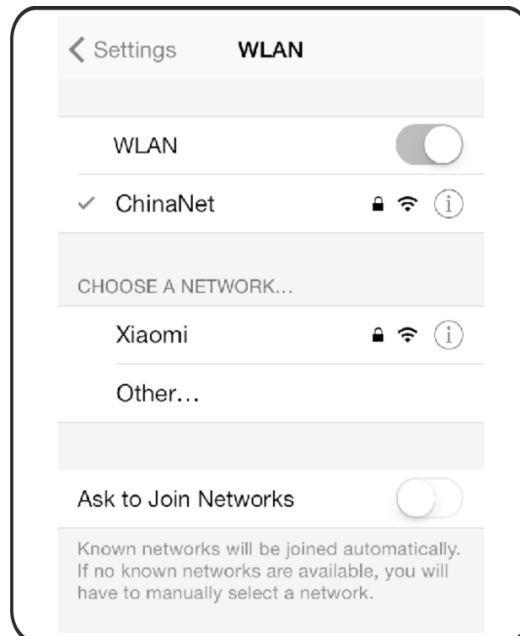 Settings WLAN
WLAN
ChinaNet
CHOOSE A NETWORK...
Xiaomi
Other...
Ask to Join Networks
Known networks will be joined automatically.
If no known networks are available, you will
have to manually select a network.